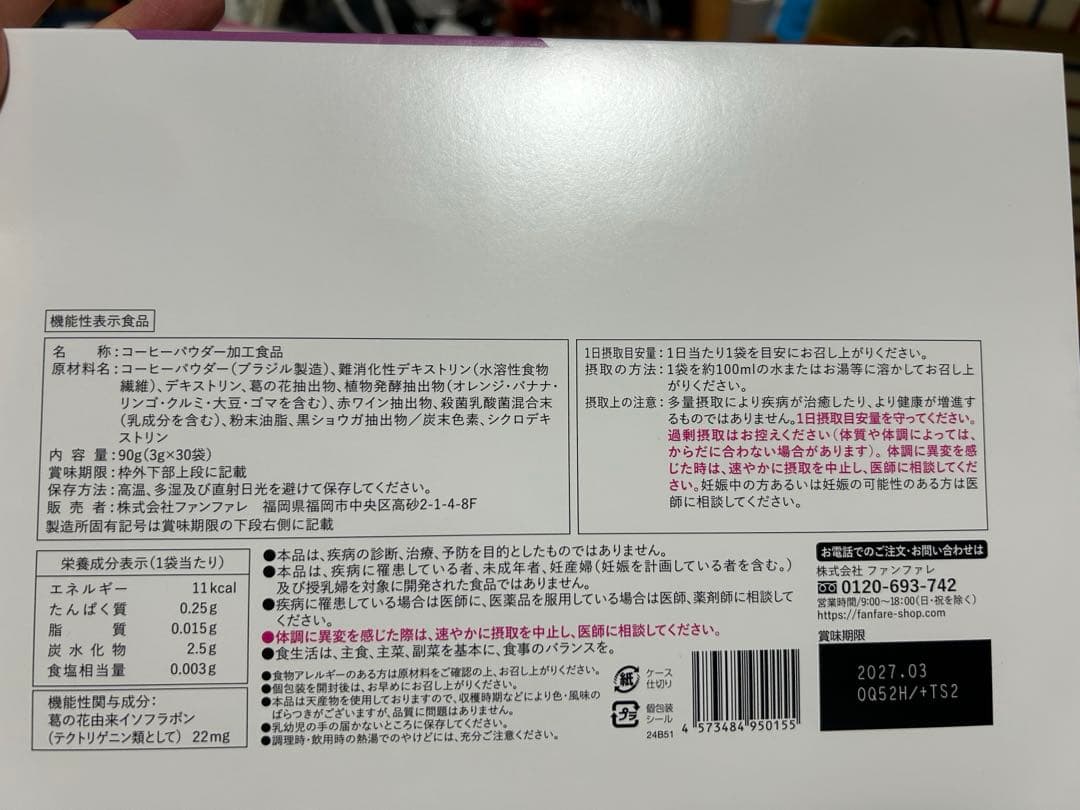 機能性表示食品
名　　称:コーヒーパウダー加工食品
原材料名:コーヒーパウダー(ブラジル製造)、難消化性デキストリン(水溶性食物
繊維)、デキストリン、葛の花抽出物、植物発酵抽出物(オレンジ・バナナ・
リンゴ・クルミ・大豆・ゴマを含む)、赤ワイン抽出物、殺菌乳酸菌混合末
(乳成分を含む)、粉末油脂、黒ショウガ抽出物／炭末色素、シクロデキ
ストリン
内 容 量:90g(3g×30袋)
賞味期限:枠外下部上段に記載
保存方法:高温、多湿及び直射日光を避けて保存してください。
販 売 者:株式会社ファンファレ　福岡県福岡市中央区高砂2-1-4-8F
製造所固有記号は賞味期限の下段右側に記載
1日摂取目安量:1日当たり1袋を目安にお召し上がりください。
摂取の方法:1袋を約100mlの水またはお湯等に溶かしてお召し上
がりください。
摂取上の注意:多量摂取により疾病が治癒したり、より健康が増進す
るものではありません。1日摂取目安量を守ってください。
過剰摂取はお控えください(体質や体調によっては、
からだに合わない場合があります)。体調に異変を感
じた時は、速やかに摂取を中止し、医師に相談してくだ
さい。妊娠中の方あるいは妊娠の可能性のある方は医
師に相談してください。
栄養成分表示(1袋当たり)
エネルギー 11kcal
たんぱく質 0.25g
脂　　質 0.015g
炭水化物 2.5g
食塩相当量 0.003g
機能性関与成分:
葛の花由来イソフラボン
(テクトリゲニン類として) 22mg
●本品は、疾病の診断、治療、予防を目的としたものではありません。
●本品は、疾病に罹患している者、未成年者、妊産婦(妊娠を計画している者を含む。)
及び授乳婦を対象に開発された食品ではありません。
●疾病に罹患している場合は医師に、医薬品を服用している場合は医師、薬剤師に相談して
ください。
●体調に異変を感じた際は、速やかに摂取を中止し、医師に相談してください。
●食生活は、主食、主菜、副菜を基本に、食事のバランスを。
●食物アレルギーのある方は原材料をご確認の上、お召し上がりください。
●個包装を開封後は、お早めにお召し上がりください。
●本品は天産物を使用しておりますので、収穫時期などにより色・風味の
ばらつきがございますが、品質に問題はありません。
●乳幼児の手の届かないところに保存してください。
●調理時・飲用時の熱湯でのやけどには、充分ご注意ください。
紙
ケース
仕切り
プラ
個包装
シール
24B51
4 573484 950155
お電話でのご注文・お問い合わせは
株式会社 ファンファレ
0120-693-742
営業時間/9:00〜18:00(日・祝を除く)
https://fanfare-shop.com
賞味期限
2027.03
0Q52H/+TS2